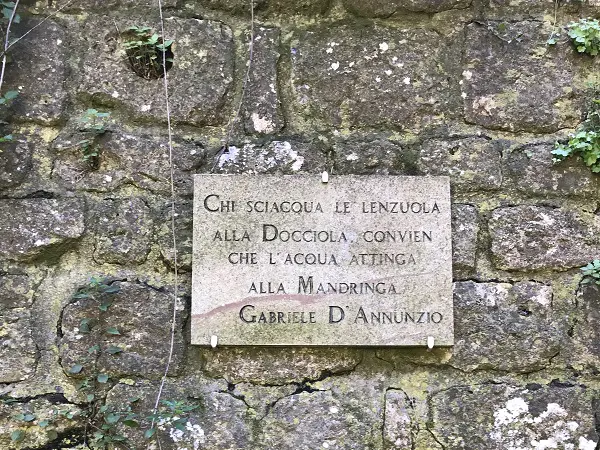 Chi sciacqua le lenzuola
alla Docciola, convien
che l'acqua attinga
alla Mandringa
Gabriele D'Annunzio